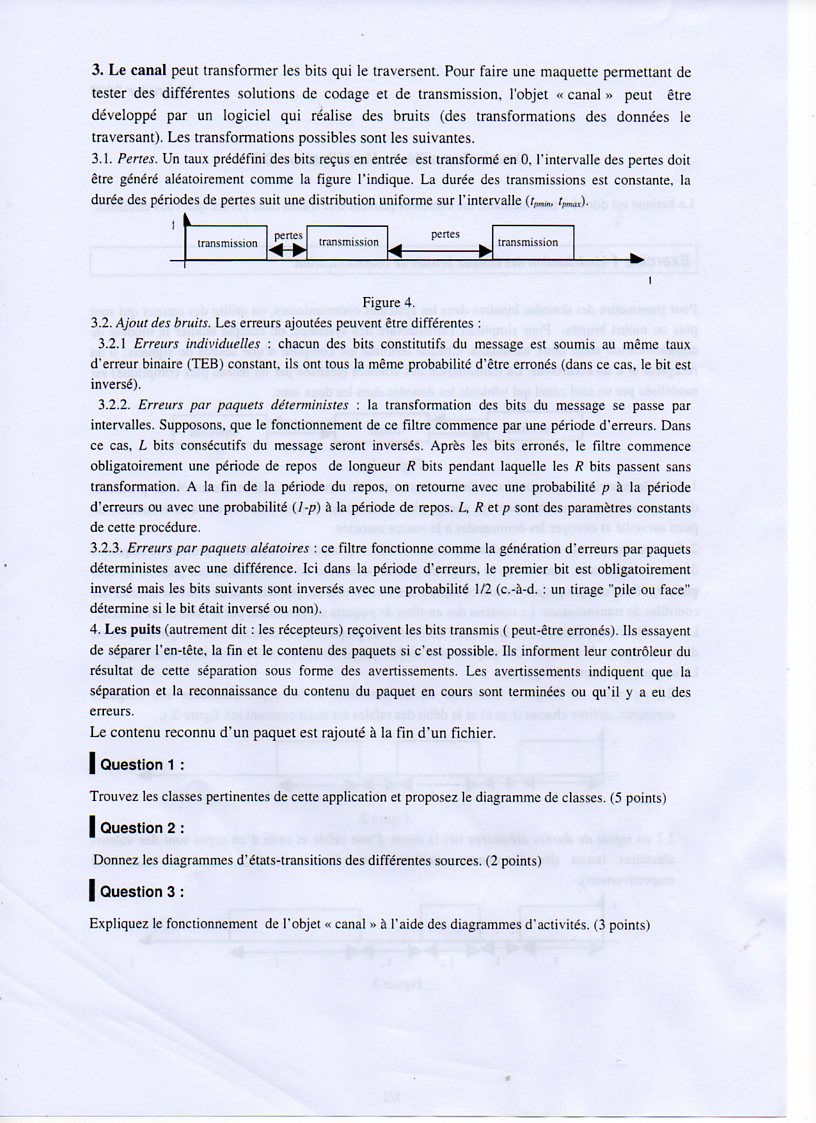 3. Le canal peut transformer les bits qui le traversent. Pour faire une maquette permettant de
tester des différentes solutions de codage et de transmission, l'objet « canal » peut être
développé par un logiciel qui réalise des bruits (des transformations des données le
traversant). Les transformations possibles sont les suivantes.
3.1. Pertes. Un taux prédéfini des bits reçus en entrée est transformé en 0, l'intervalle des pertes doit
être généré aléatoirement comme la figure l'indique. La durée des transmissions est constante, la
durée des périodes de pertes suit une distribution uniforme sur l'intervalle (tpmin, tpmax).
1
transmission pertes transmission pertes transmission
t
Figure 4.
3.2. Ajout des bruits. Les erreurs ajoutées peuvent être différentes :
3.2.1 Erreurs individuelles : chacun des bits constitutifs du message est soumis au même taux
d'erreur binaire (TEB) constant, ils ont tous la même probabilité d'être erronés (dans ce cas, le bit est
inversé).
3.2.2. Erreurs par paquets déterministes : la transformation des bits du message se passe par
intervalles. Supposons, que le fonctionnement de ce filtre commence par une période d'erreurs. Dans
ce cas, L bits consécutifs du message seront inversés. Après les bits erronés, le filtre commence
obligatoirement une période de repos de longueur R bits pendant laquelle les R bits passent sans
transformation. A la fin de la période du repos, on retourne avec une probabilité p à la période
d'erreurs ou avec une probabilité (1-p) à la période de repos. L, R et p sont des paramètres constants
de cette procédure.
3.2.3. Erreurs par paquets aléatoires : ce filtre fonctionne comme la génération d'erreurs par paquets
déterministes avec une différence. Ici dans la période d'erreurs, le premier bit est obligatoirement
inversé mais les bits suivants sont inversés avec une probabilité 1/2 (c.-à-d. : un tirage "pile ou face"
détermine si le bit était inversé ou non).
4. Les puits (autrement dit : les récepteurs) reçoivent les bits transmis ( peut-être erronés). Ils essayent
de séparer l'en-tête, la fin et le contenu des paquets si c'est possible. Ils informent leur contrôleur du
résultat de cette séparation sous forme des avertissements. Les avertissements indiquent que la
séparation et la reconnaissance du contenu du paquet en cours sont terminées ou qu'il y a eu des
erreurs.
Le contenu reconnu d'un paquet est rajouté à la fin d'un fichier.
Question 1 :
Trouvez les classes pertinentes de cette application et proposez le diagramme de classes. (5 points)
Question 2 :
Donnez les diagrammes d'états-transitions des différentes sources. (2 points)
Question 3 :
Expliquez le fonctionnement de l'objet « canal » à l'aide des diagrammes d'activités. (3 points)